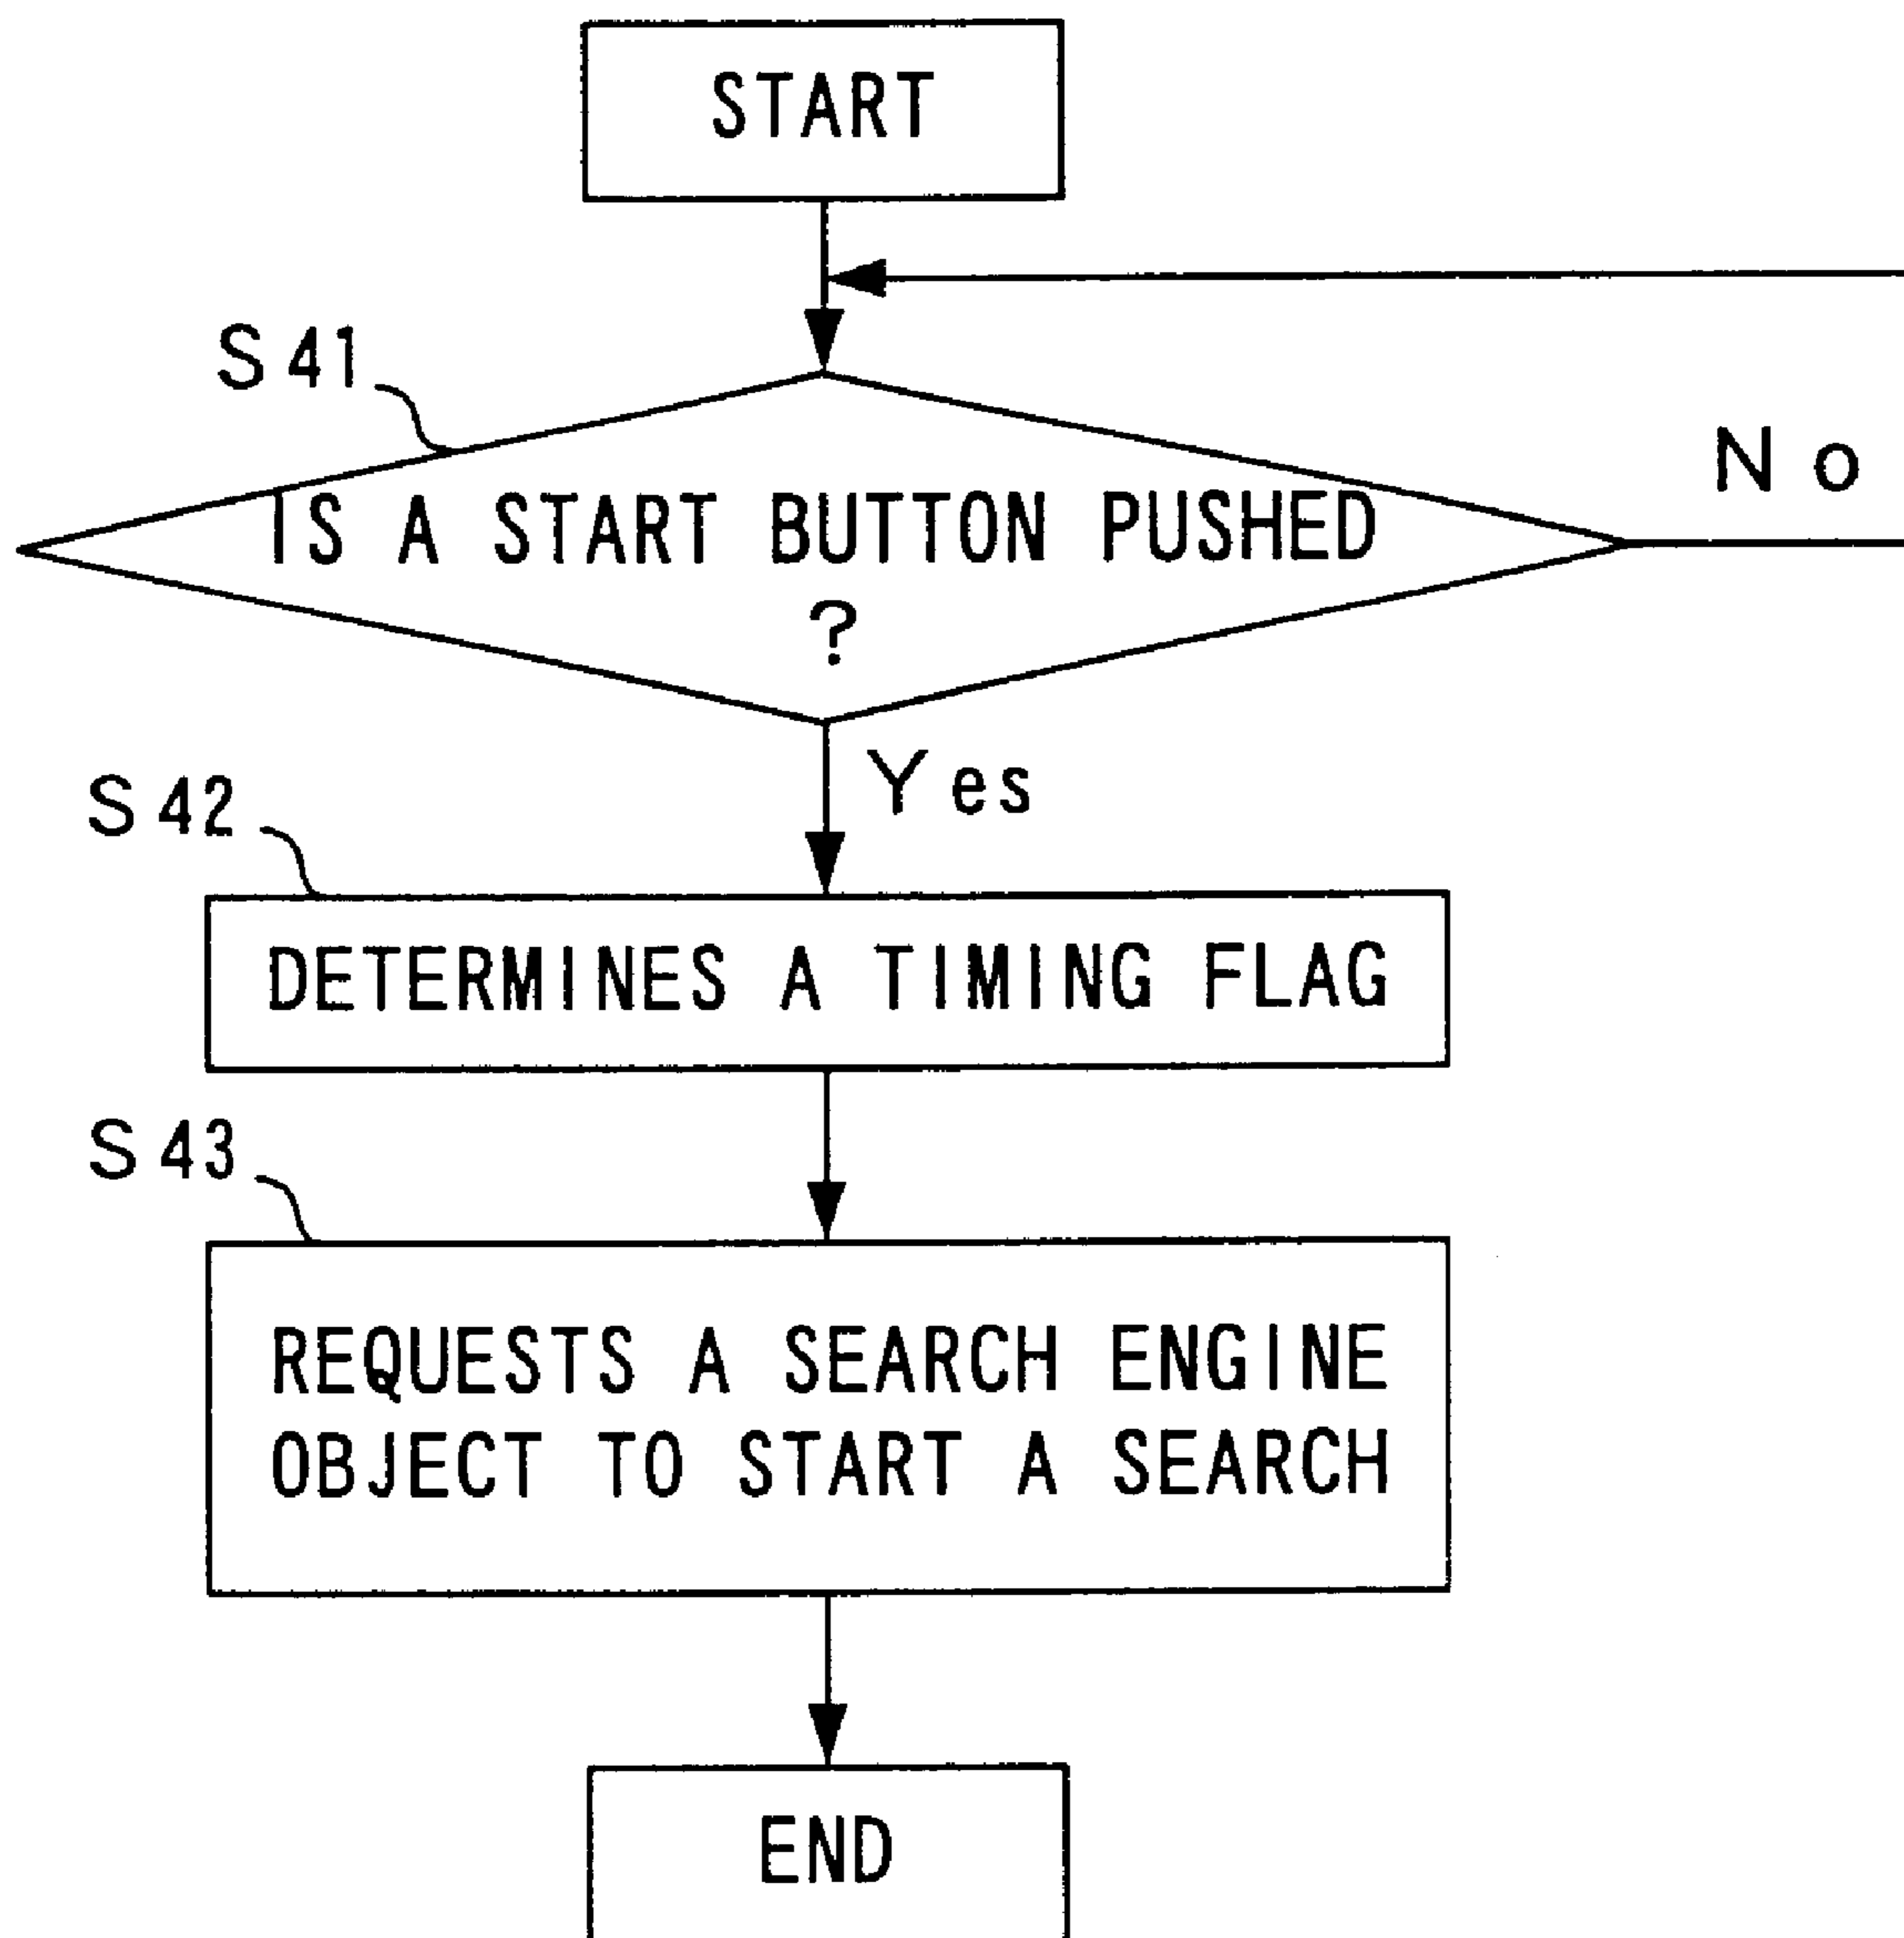 START
S41
IS A START BUTTON PUSHED
?
No
Yes
S42
DETERMINES A TIMING FLAG
S43
REQUESTS A SEARCH ENGINE
OBJECT TO START A SEARCH
END